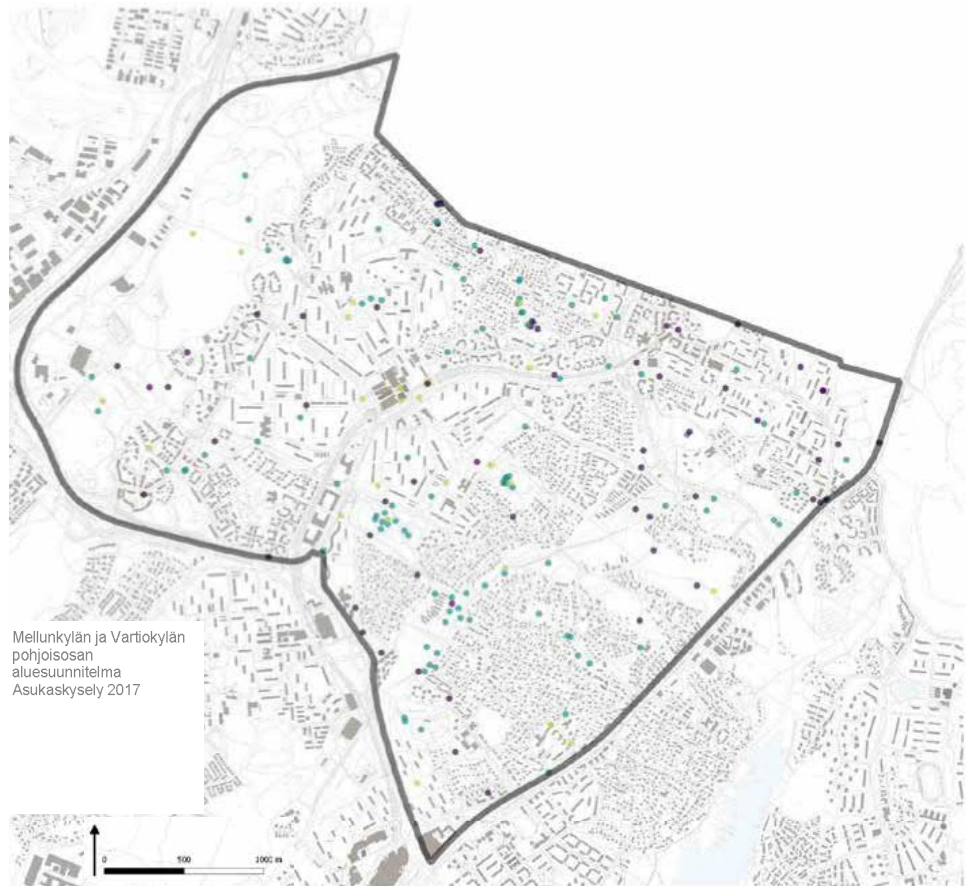 Mellunkylän ja Vartiokylän
pohjoisosan
aluesuunnitelma
Asukaskysely 2017
0 500 1000 m